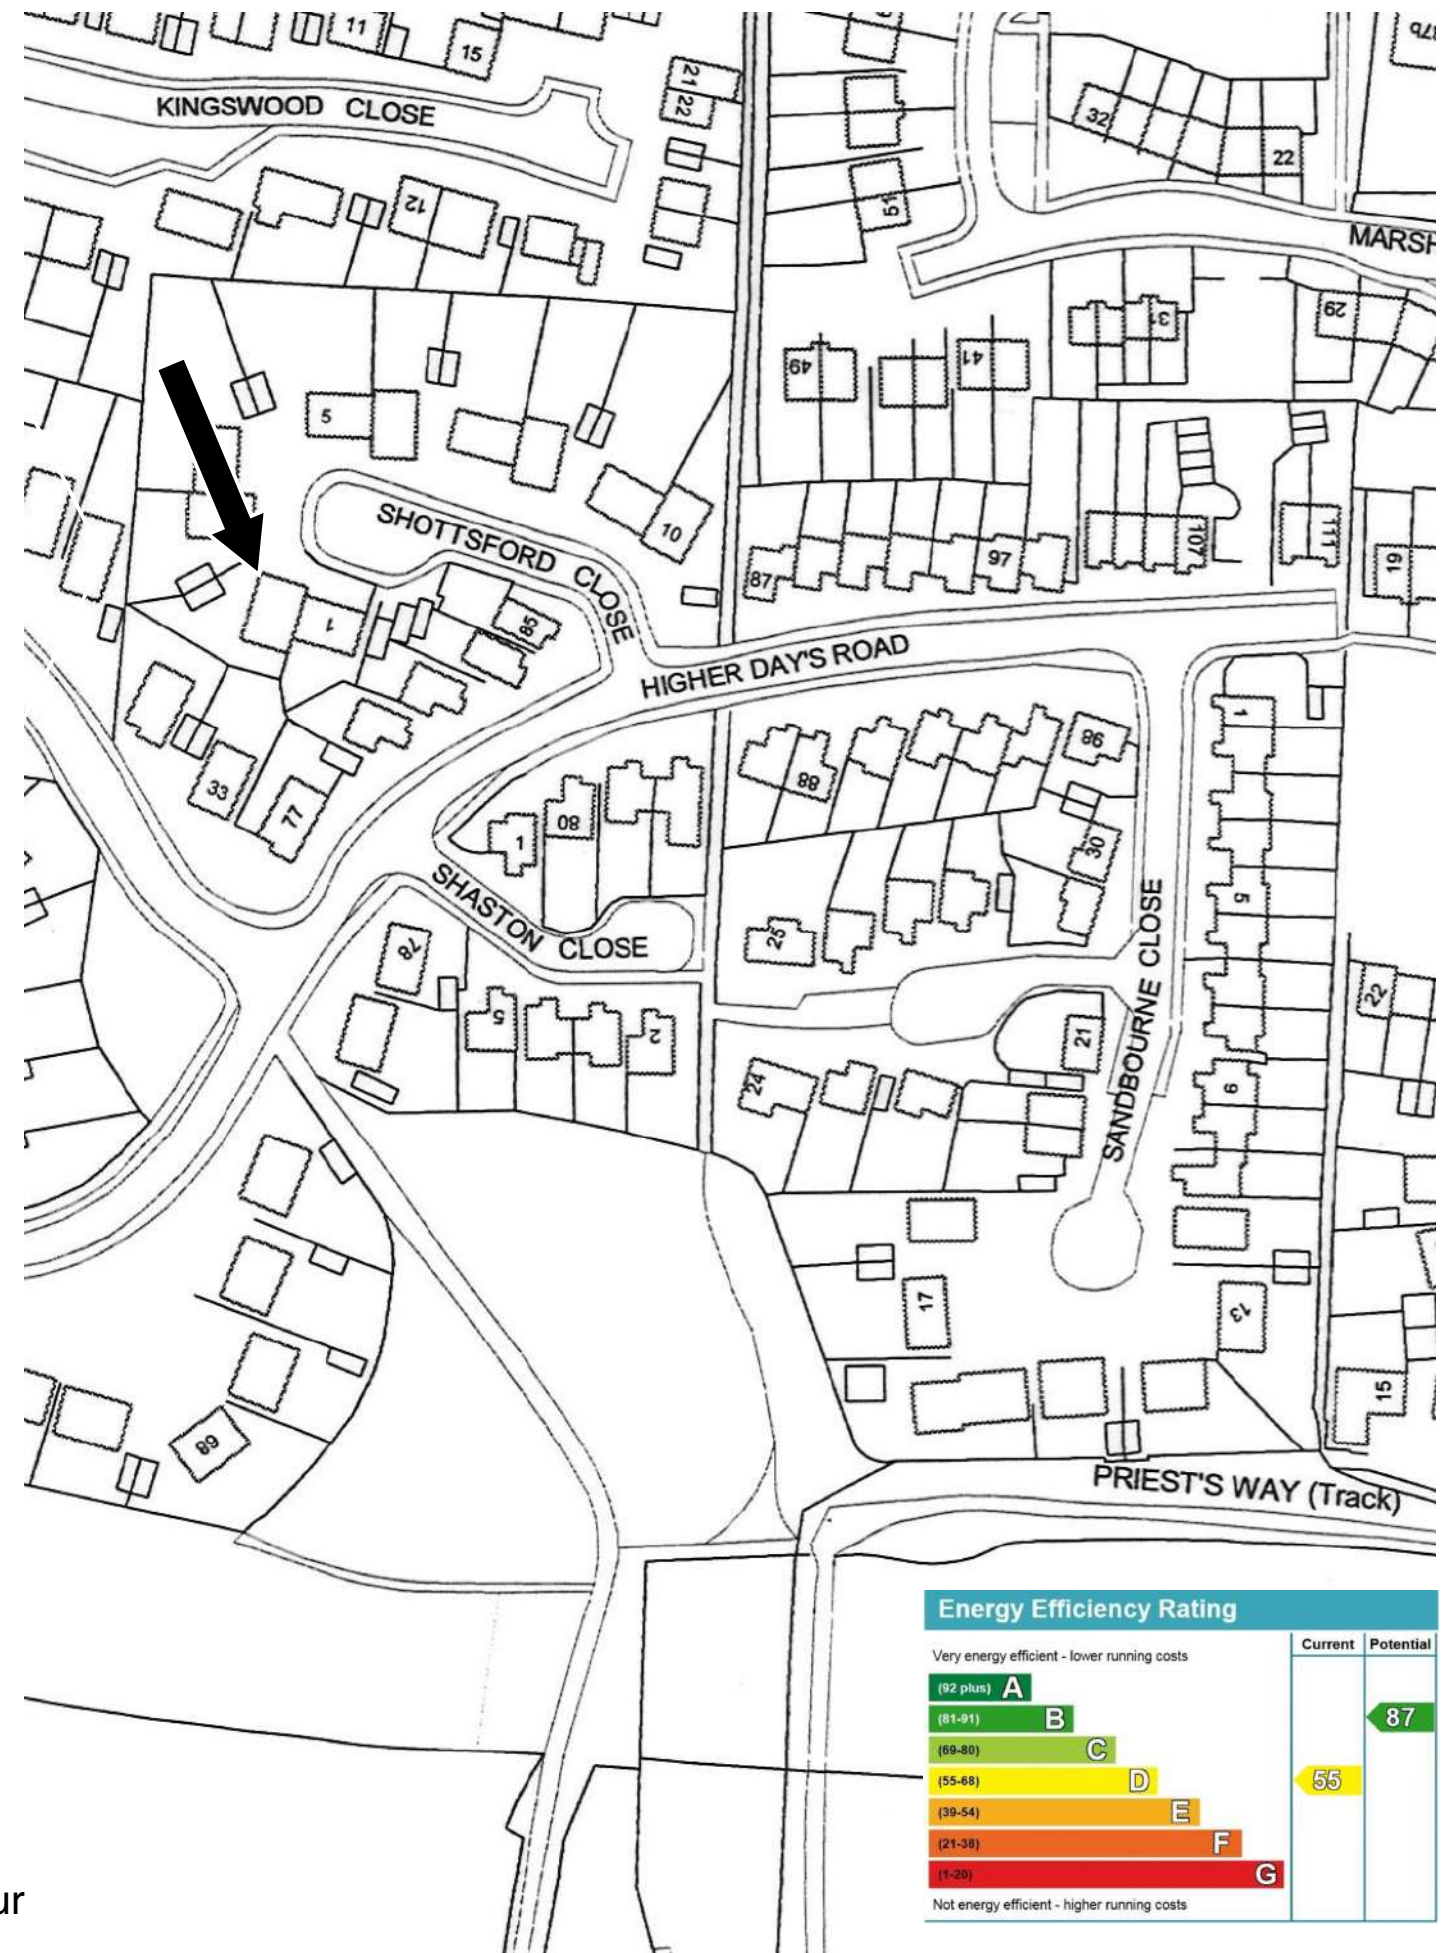 11
15
21
22
KINGSWOOD CLOSE
12
51
32
22
MARSH
49
41
31
29
5
10
SHOTTSFORD CLOSE
87
97
107
111
19
1
85
HIGHER DAY'S ROAD
33
77
1
80
88
98
1
30
5
25
SHASTON CLOSE
78
5
2
21
22
24
SANDBOURNE CLOSE
9
17
13
15
68
PRIEST'S WAY (Track)
Energy Efficiency Rating
Current Potential
Very energy efficient - lower running costs
(92 plus) A
(81-91) B 87
(69-80) C
(55-68) D 55
(39-54) E
(21-38) F
(1-20) G
Not energy efficient - higher running costs
ur